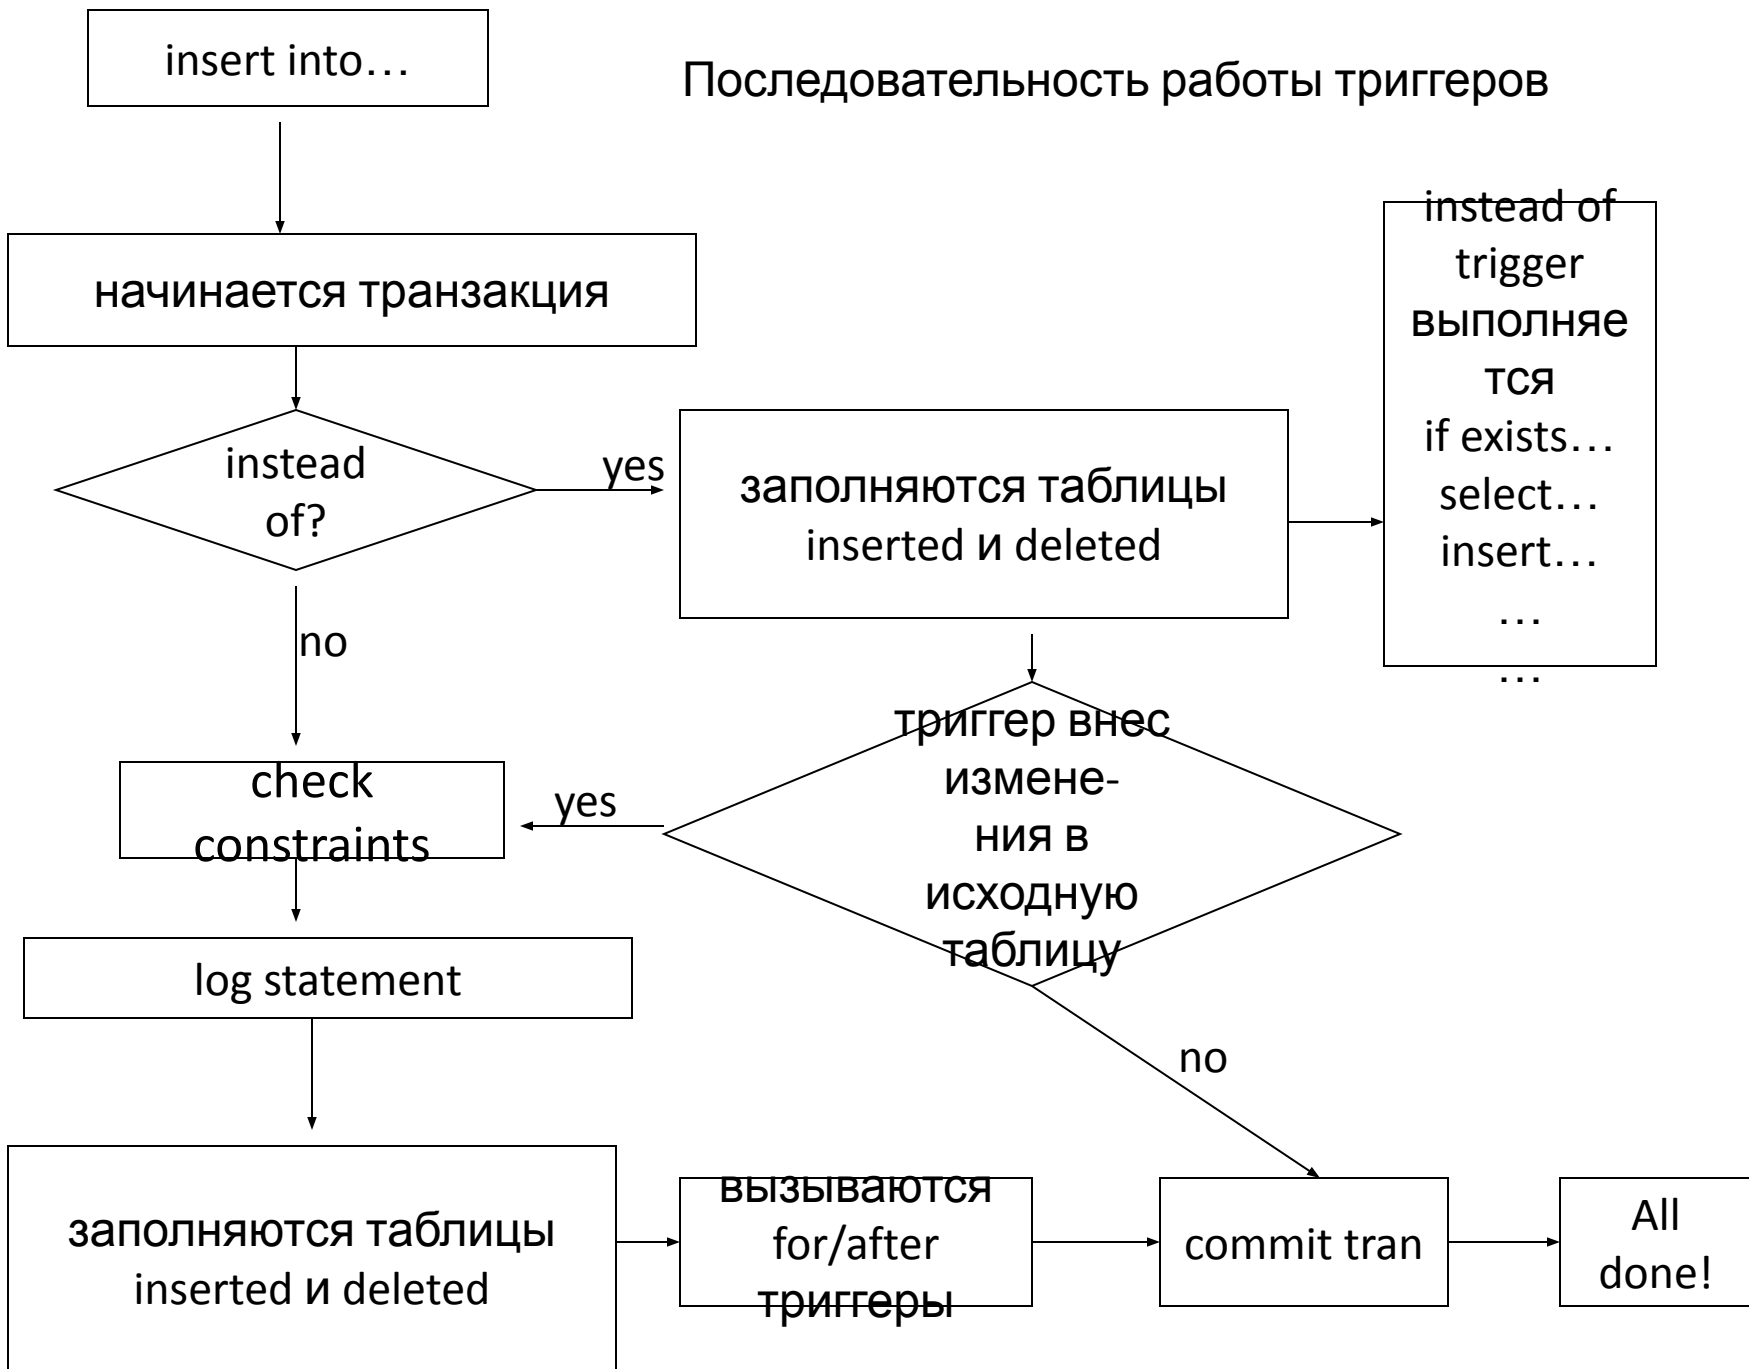 insert into…
Последовательность работы триггеров
начинается транзакция
instead
of?
yes
заполняются таблицы
inserted и deleted
instead of
trigger
выполняе
тся
if exists…
select…
insert…
…
…
no
триггер внес
измене-
ния в
исходную
таблицу
yes
check
constraints
log statement
no
заполняются таблицы
inserted и deleted
вызываются
for/after
триггеры
commit tran
All
done!